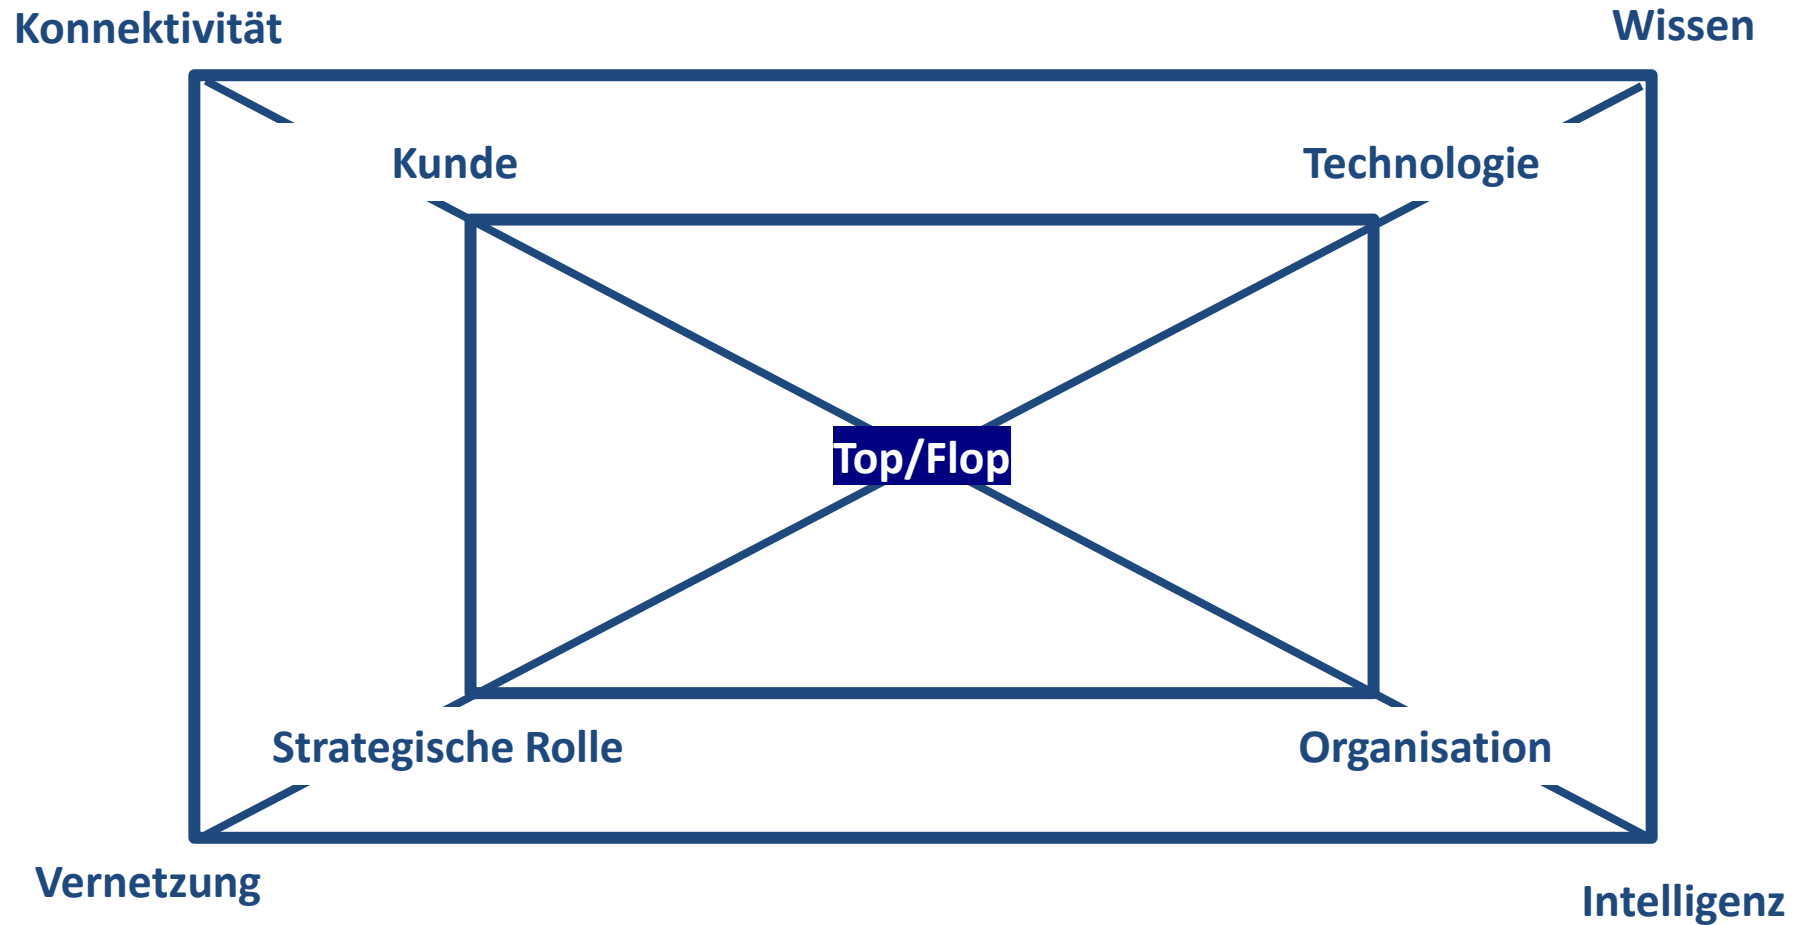 Konnektivität
Wissen
Kunde
Technologie
Top/Flop
Strategische Rolle
Organisation
Vernetzung
Intelligenz